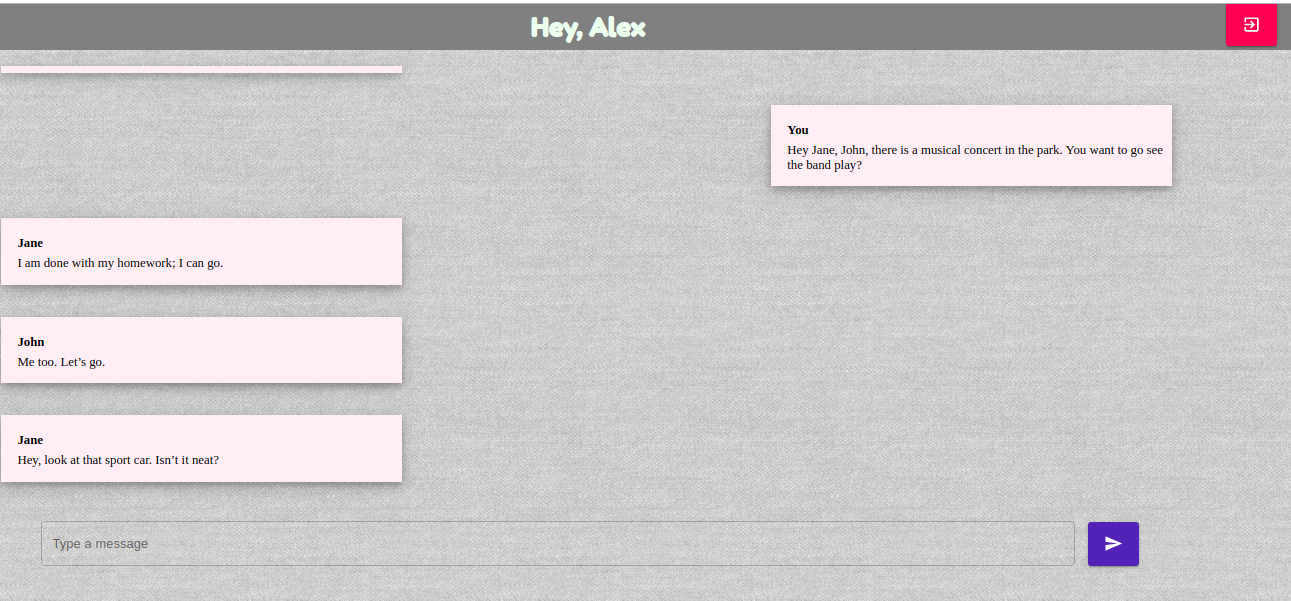 Hey, Alex
You
Hey Jane, John, there is a musical concert in the park. You want to go see
the band play?
Jane
I am done with my homework; I can go.
John
Me too. Let’s go.
Jane
Hey, look at that sport car. Isn’t it neat?
Type a message